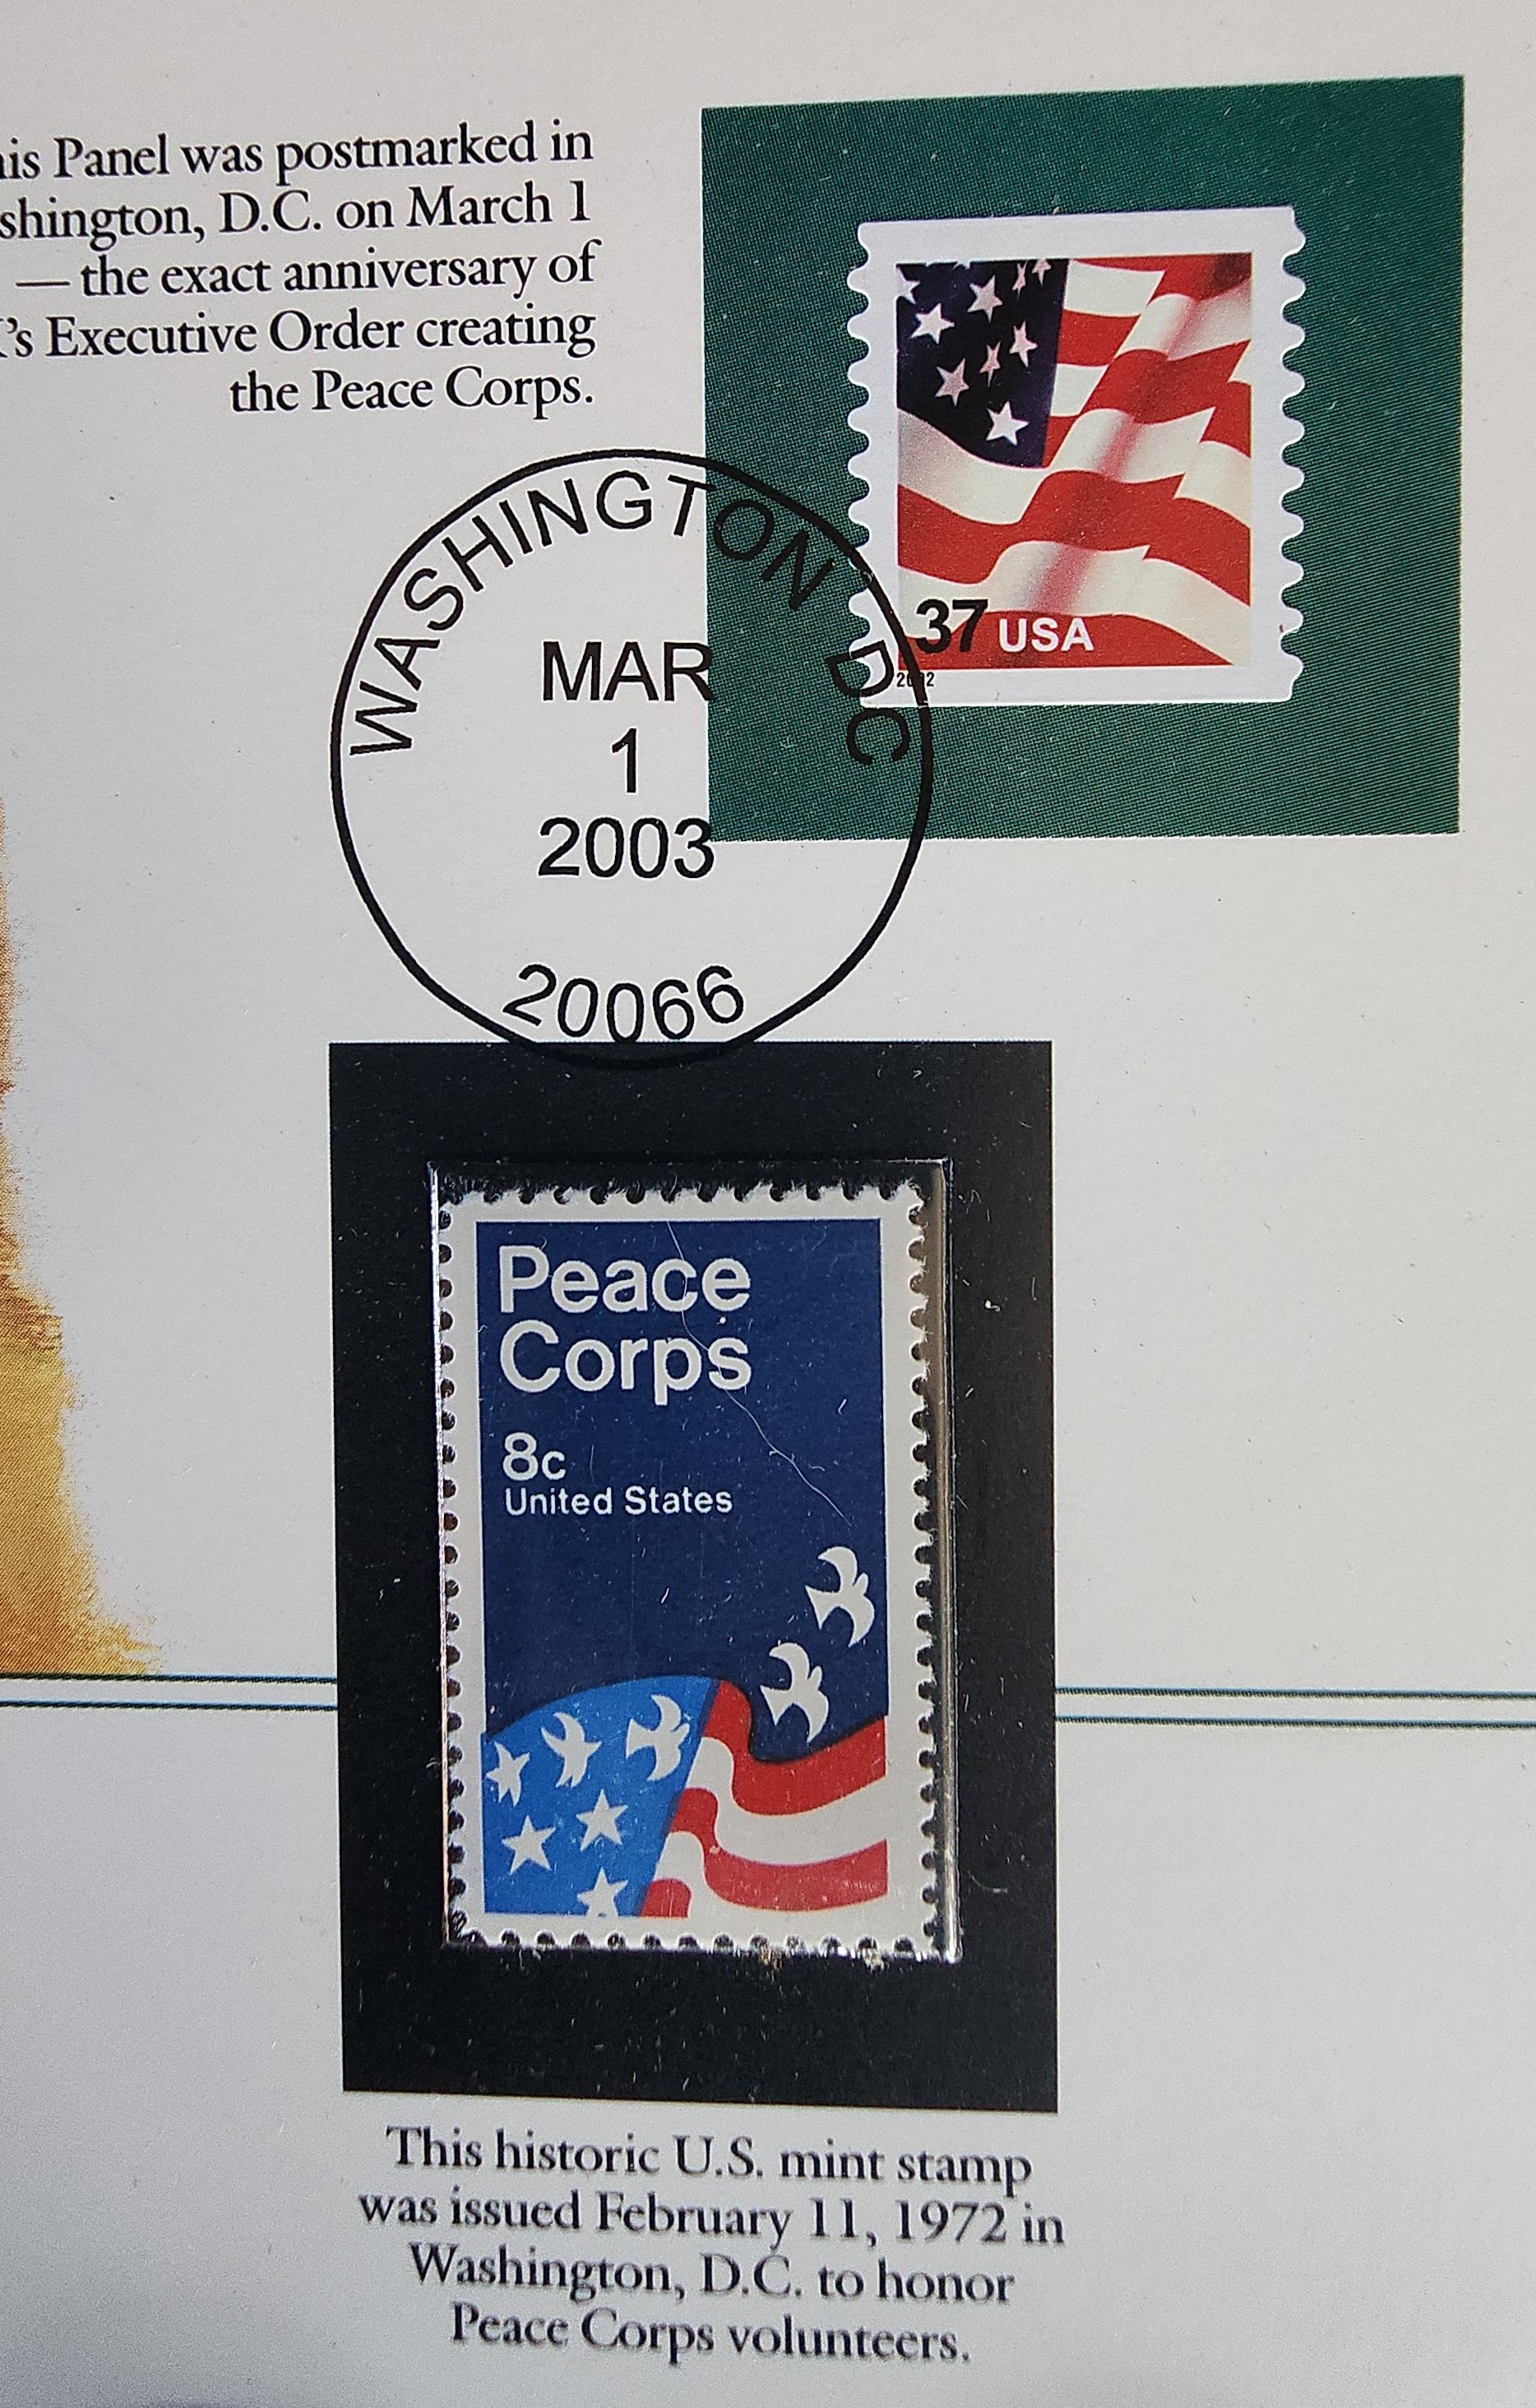 Panel was postmarked in
D.C. on March 1
— the exact anniversary of
's Executive Order creating
the Peace Corps.
37 USA
2002
WASHINGTON DC
MAR
1
2003
20066
Peace
Corps
8c
United States
This historic U.S. mint stamp
was issued February 11, 1972 in
Washington, D.C. to honor
Peace Corps volunteers.